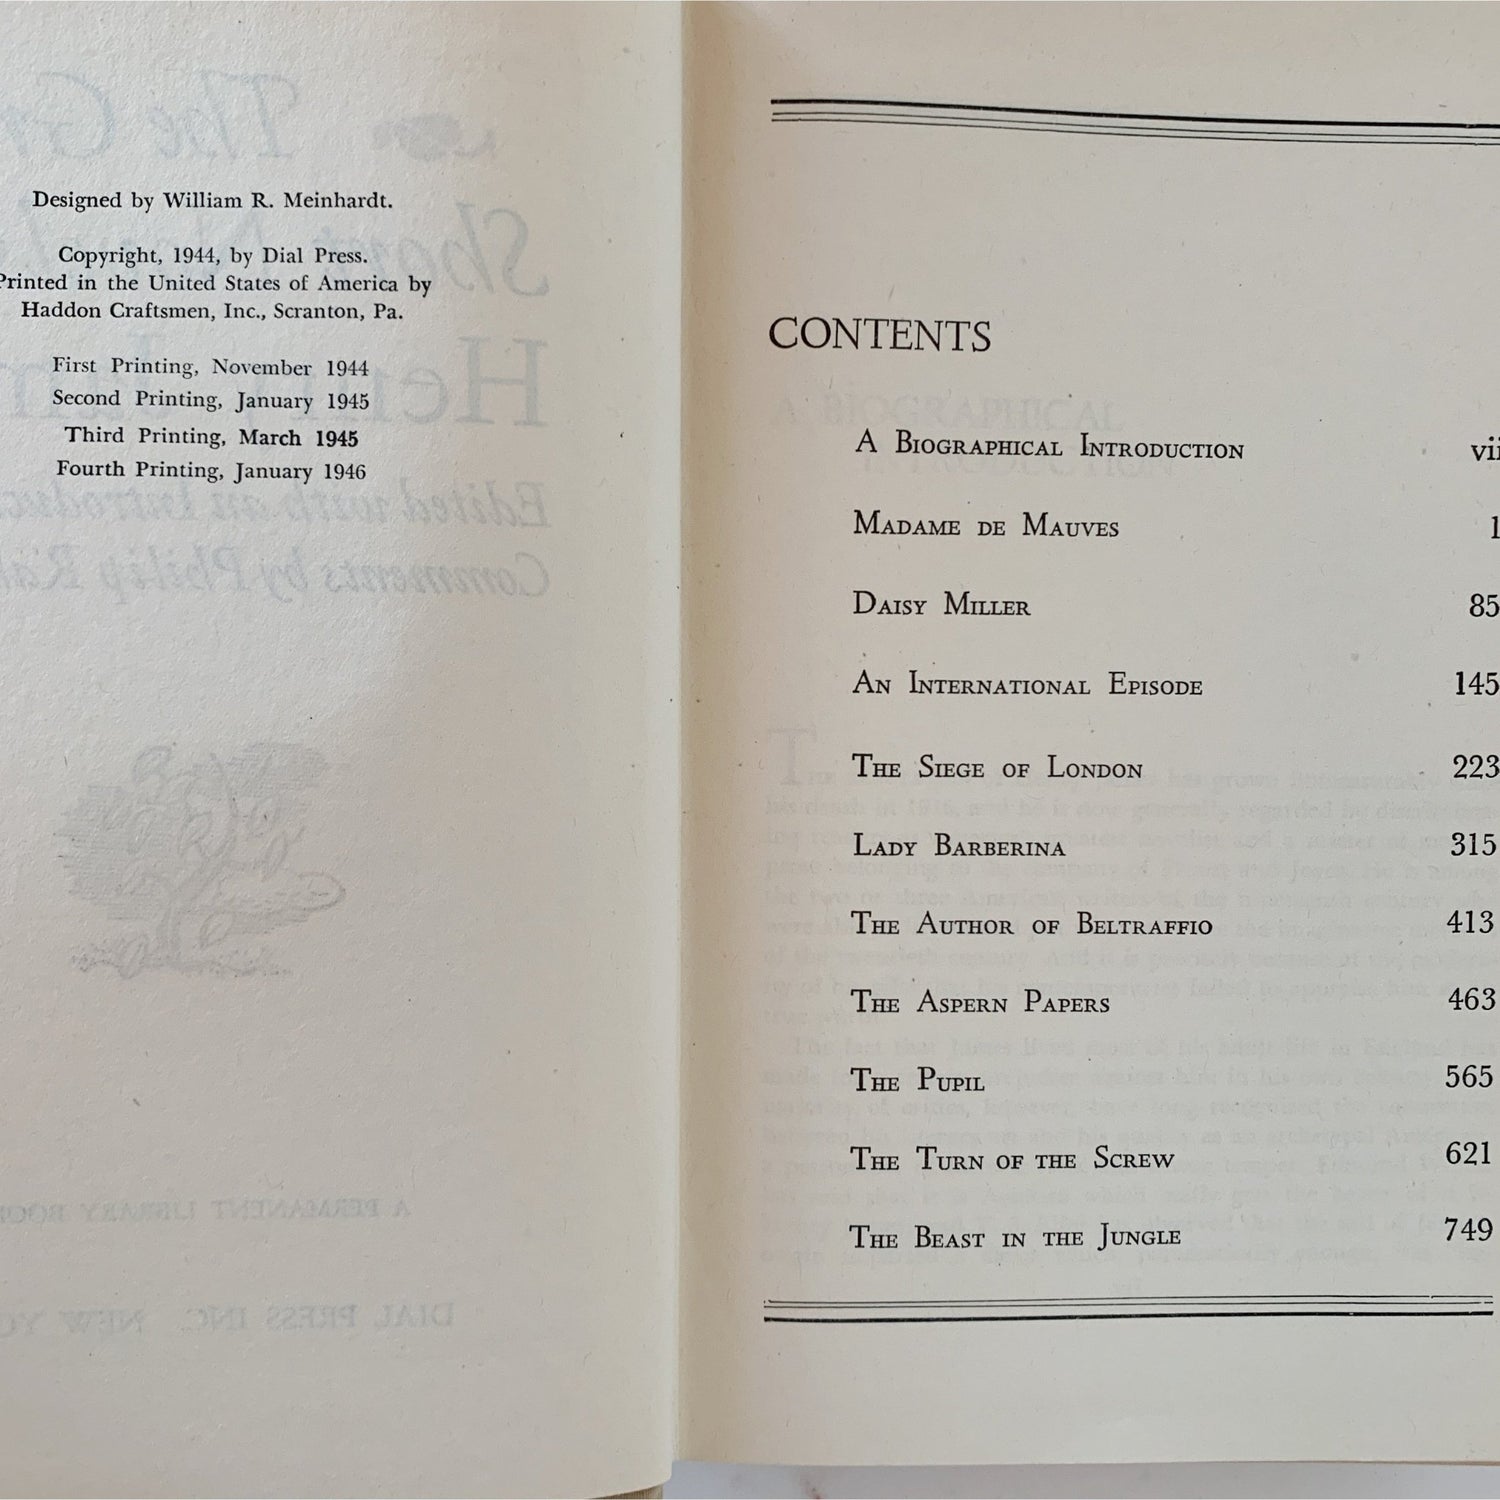 Designed by William R. Meinhardt.
Copyright, 1944, by Dial Press.
Printed in the United States of America by
Haddon Craftsmen, Inc., Scranton, Pa.
First Printing, November 1944
Second Printing, January 1945
Third Printing, March 1945
Fourth Printing, January 1946
CONTENTS
A BIOGRAPHICAL INTRODUCTION vii
MADAME DE MAUVES 1
DAISY MILLER 85
AN INTERNATIONAL EPISODE 145
THE SIEGE OF LONDON 223
LADY BARBERINA 315
THE AUTHOR OF BELTRAFFIO 413
THE ASPERN PAPERS 463
THE PUPIL 565
THE TURN OF THE SCREW 621
THE BEAST IN THE JUNGLE 749